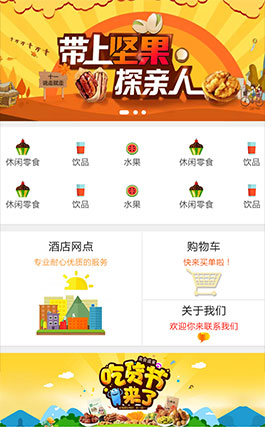 带上坚果
探亲人
休闲零食 饮品 水果 休闲零食 饮品
休闲零食 饮品 水果 休闲零食 饮品
酒店网点
专业耐心优质的服务
购物车
快来买单啦！
关于我们
欢迎你来联系我们
吃货节
来了